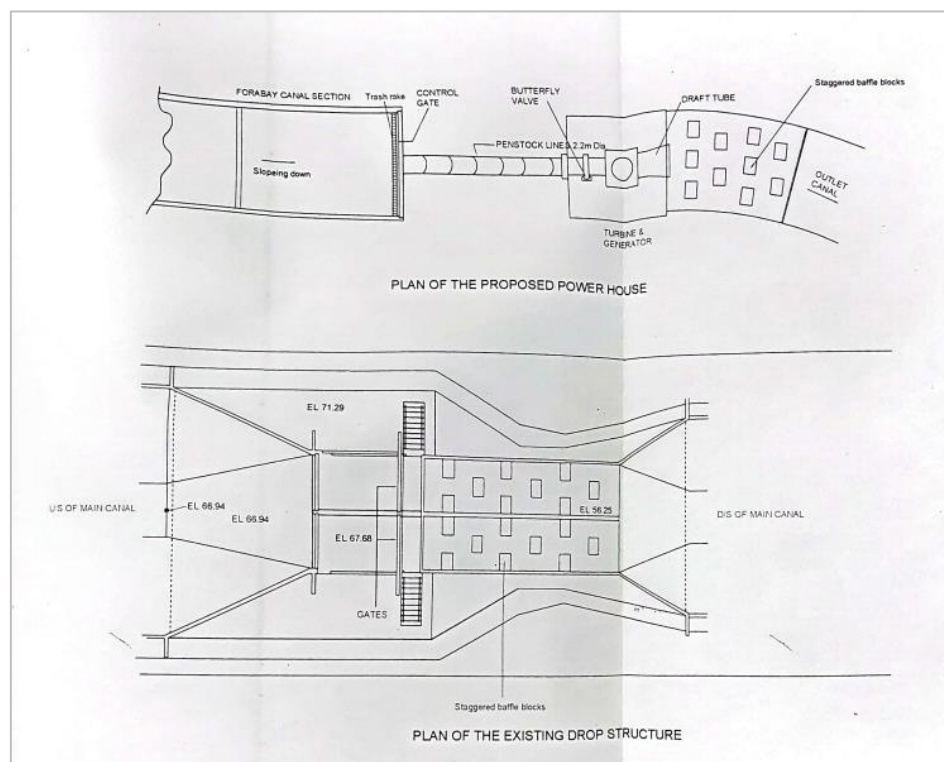 Staggered baffle blocks
FORABAY CANAL SECTION
Trash rake
CONTROL
GATE
BUTTERFLY
VALVE
DRAFT TUBE
PENSTOCK LINES 2.2m Dia
Slopeing down
OUTLET
CANAL
TURBINE &
GENERATOR
PLAN OF THE PROPOSED POWER HOUSE
EL 71.29
U/S OF MAIN CANAL
EL 66.94
EL 66.94
EL 67.68
EL 56.25
D/S OF MAIN CANAL
GATES
Staggered baffle blocks
PLAN OF THE EXISTING DROP STRUCTURE